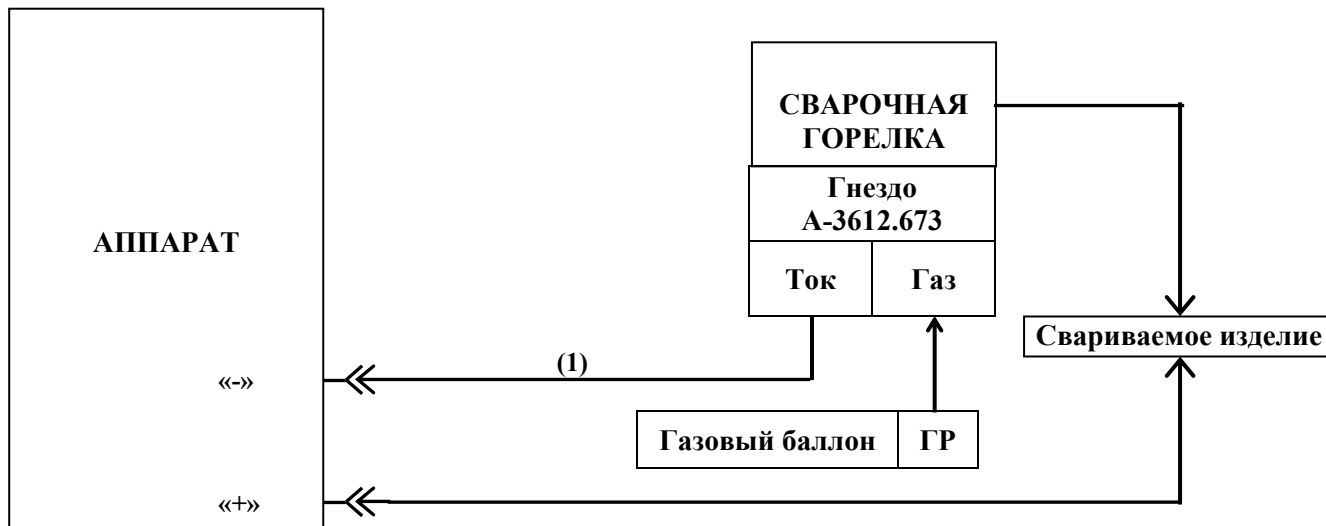 СВАРОЧНАЯ
ГОРЕЛКА
Гнездо
А-3612.673
АППАРАТ
Ток
Газ
Свариваемое изделие
(1)
«-»
Газовый баллон
ГР
«+»